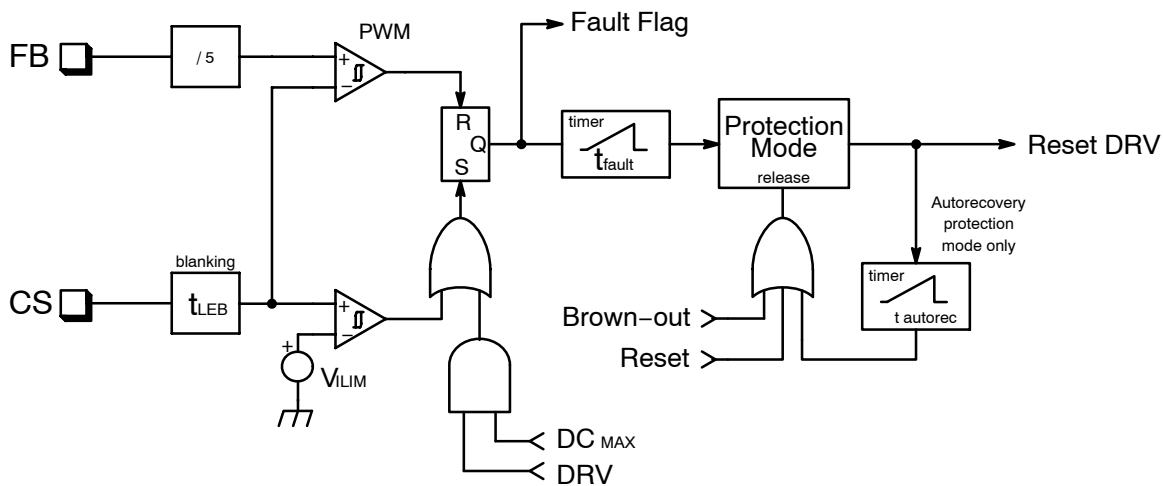 Fault Flag
PWM
FB
/ 5
+
−
R
Q
S
timer
t fault
Protection
Mode
release
Reset DRV
Autorecovery
protection
mode only
blanking
CS
tLEB
+
−
timer
t autorec
Brown−out
Reset
+
VILIM
DC MAX
DRV